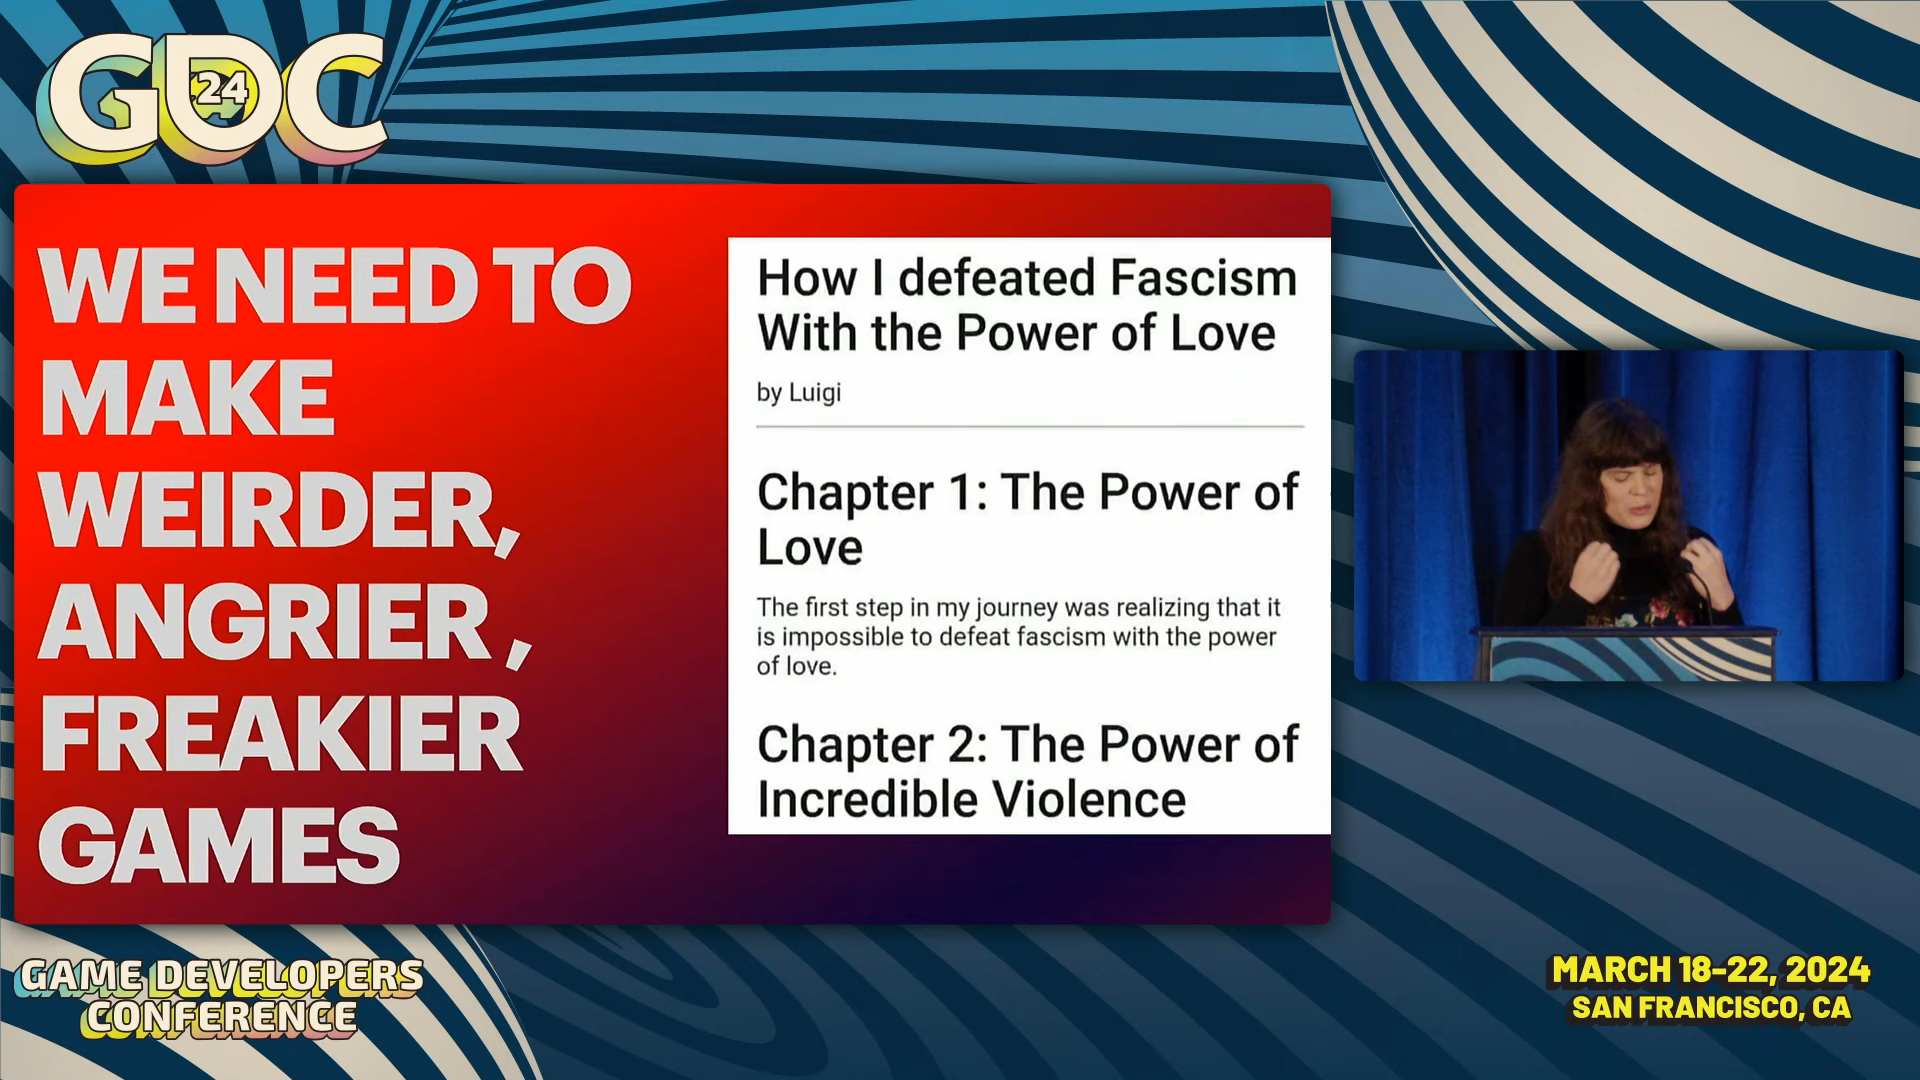 GDC
24
WE NEED TO
MAKE
WEIRDER,
ANGRIER ,
FREAKIER
GAMES
How I defeated Fascism
With the Power of Love
by Luigi
Chapter 1: The Power of
Love
The first step in my journey was realizing that it
is impossible to defeat fascism with the power
of love.
Chapter 2: The Power of
Incredible Violence
GAME DEVELOPERS
CONFERENCE
MARCH 18-22, 2024
SAN FRANCISCO, CA